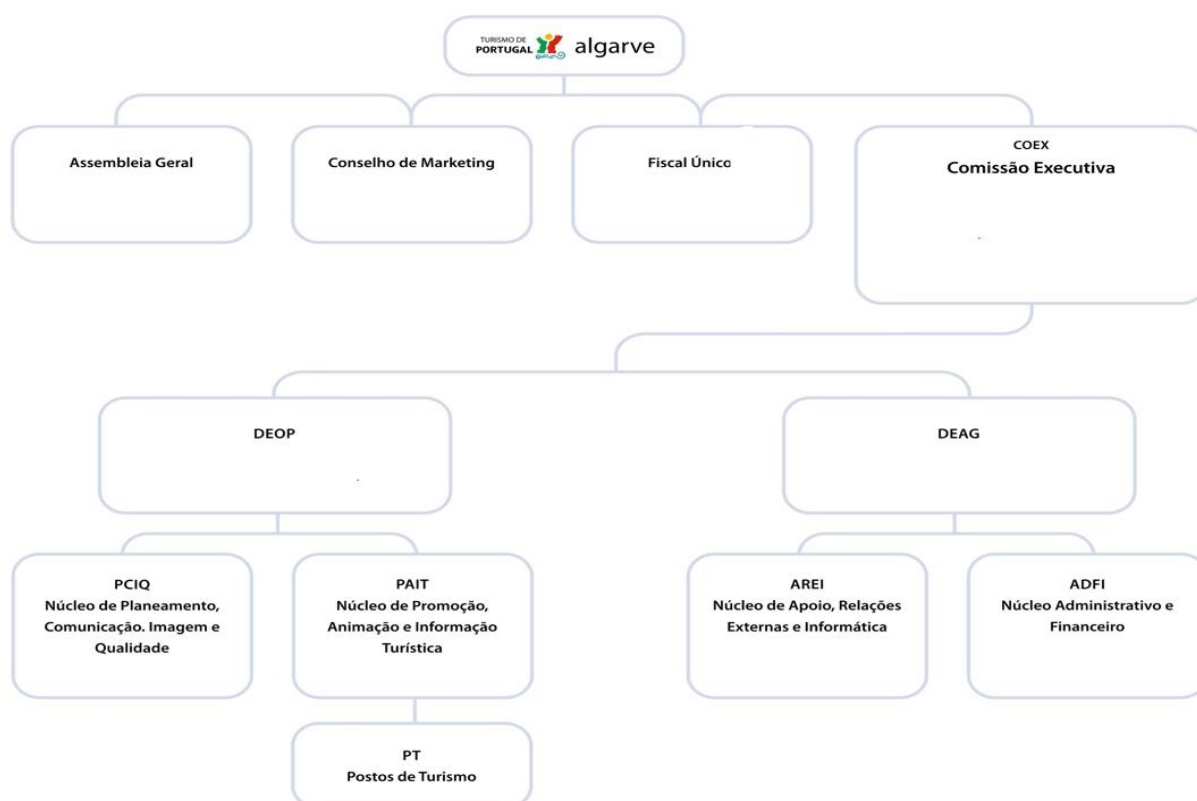 TURISMO DE
PORTUGAL
algarve
Assembleia Geral
Conselho de Marketing
Fiscal Único
COEX
Comissão Executiva
DEOP
DEAG
PCIQ
Núcleo de Planeamento,
Comunicação. Imagem e
Qualidade
PAIT
Núcleo de Promoção,
Animação e Informação
Turística
AREI
Núcleo de Apoio, Relações
Externas e Informática
ADFI
Núcleo Administrativo e
Financeiro
PT
Postos de Turismo